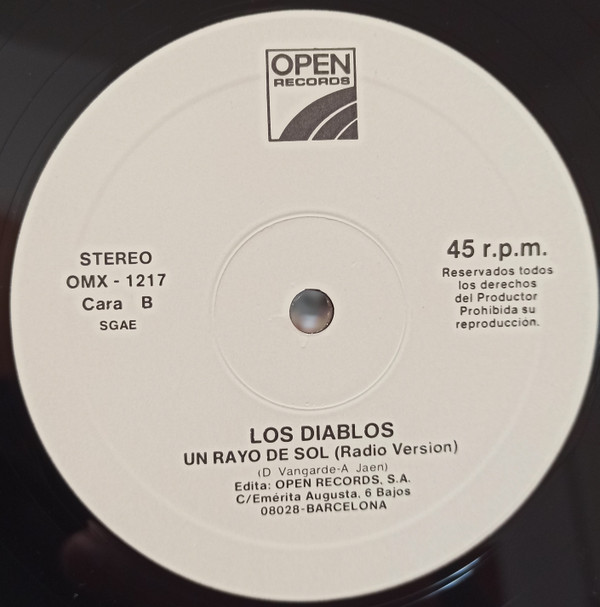 OPEN
RECORDS
STEREO
OMX - 1217
Cara B
SGAE
45 r.p.m.
Reservados todos
los derechos
del Productor
Prohibida su
reproducción.
LOS DIABLOS
UN RAYO DE SOL (Radio Version)
(D Vangarde-A Jaen)
Edita: OPEN RECORDS, S.A.
C/Emérita Augusta, 6 Bajos
08028-BARCELONA